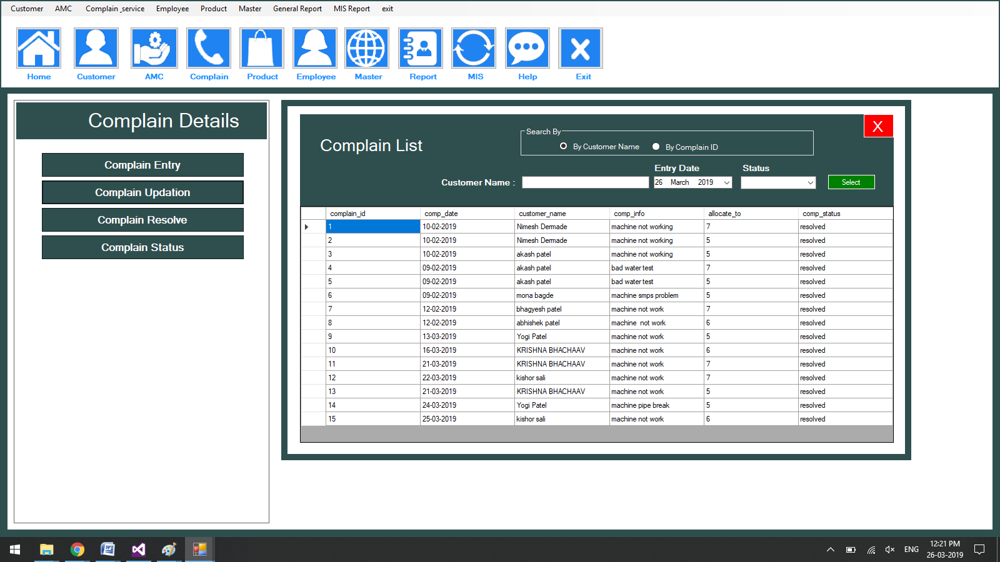 Customer AMC Complain_service Employee Product Master General Report MIS Report exit
Home Customer AMC Complain Product Employee Master Report MIS Help Exit
Complain Details
Complain Entry
Complain Updation
Complain Resolve
Complain Status
X
Complain List
Search By
By Customer Name By Complain ID
Entry Date Status
Customer Name : 26 March 2019 Select
complain_id comp_date customer_name comp_info allocate_to comp_status
1 10-02-2019 Nimesh Dermade machine not working 7 resolved
2 10-02-2019 Nimesh Dermade machine not working 5 resolved
3 10-02-2019 akash patel machine not working 5 resolved
4 09-02-2019 akash patel bad water test 7 resolved
5 09-02-2019 akash patel bad water test 5 resolved
6 09-02-2019 mona bagde machine smps problem 5 resolved
7 12-02-2019 bhagyesh patel machine not work 7 resolved
8 12-02-2019 abhishek patel machine  not work 6 resolved
9 13-03-2019 Yogi Patel machine not work 5 resolved
10 16-03-2019 KRISHNA BHACHAAV machine not work 6 resolved
11 21-03-2019 KRISHNA BHACHAAV machine not work 7 resolved
12 22-03-2019 kishor sali machine not work 7 resolved
13 21-03-2019 KRISHNA BHACHAAV machine not work 5 resolved
14 24-03-2019 Yogi Patel machine pipe break 5 resolved
15 25-03-2019 kishor sali machine not work 6 resolved
ENG 12:21 PM
26-03-2019